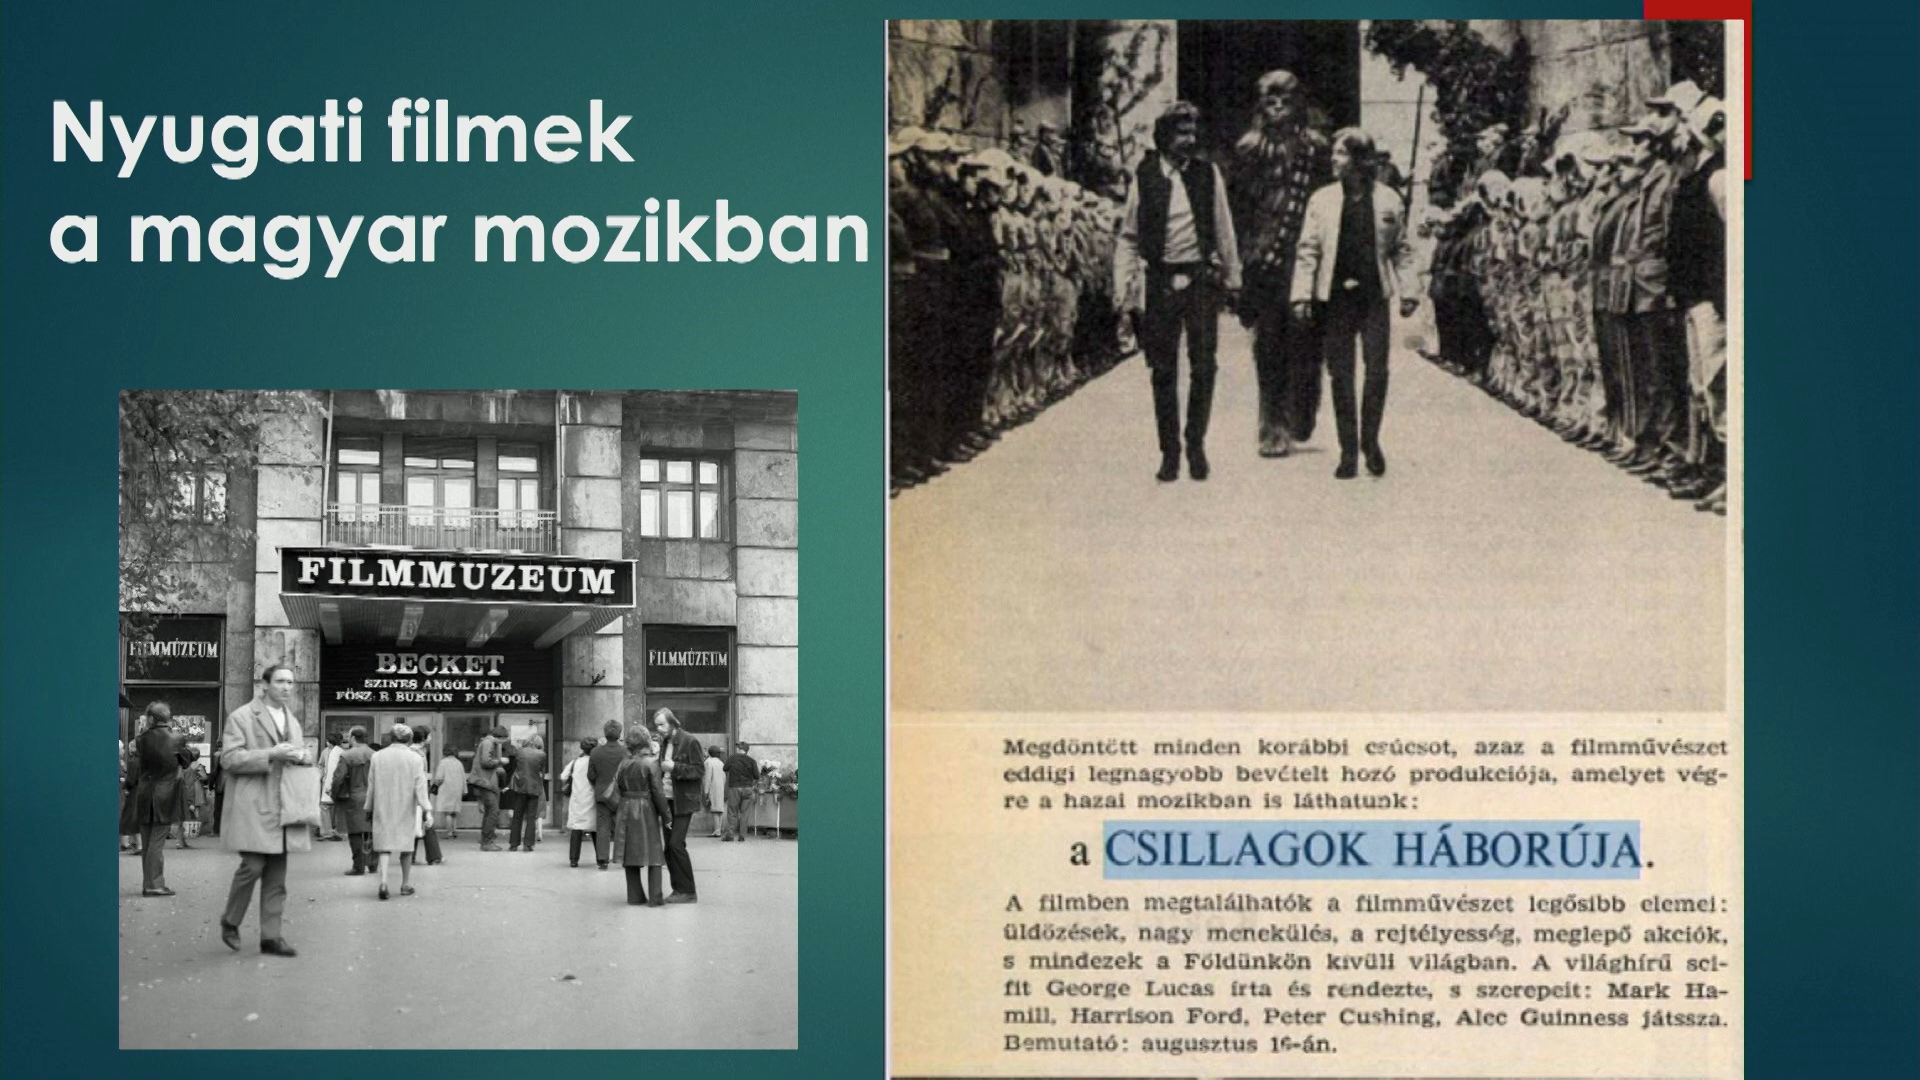 Nyugati filmek
a magyar mozikban
FILMMUZEUM
FILMMÚZEUM
FILMMÚZEUM
BECKET
SZINES ANGOL FILM
FŐSZ: R. BURTON P. O'TOOLE
Megdöntött minden korábbi csúcsot, azaz a filmművészet
eddigi legnagyobb bevételt hozó produkciója, amelyet vég-
re a hazai mozikban is láthatunk:
a CSILLAGOK HÁBORÚJA.
A filmben megtalálhatók a filmművészet legősibb elemei:
üldözések, nagy menekülés, a rejtélyesség, meglepő akciók,
s mindezek a Földünkön kívüli világban. A világhírű sci-
fit George Lucas írta és rendezte, s szerepeit: Mark Ha-
mill, Harrison Ford, Peter Cushing, Alec Guinness játssza.
Bemutató: augusztus 16-án.